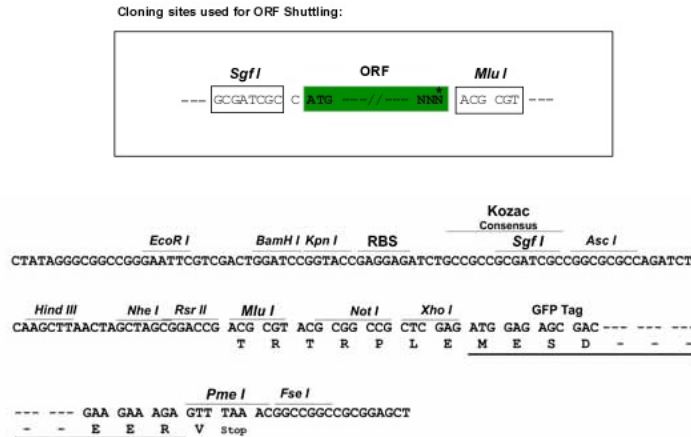 Cloning sites used for ORF Shuttling:
Sgf I ORF Mlu I
--- GCGATCGC C ATG ---//--- NNN* ACG CGT ---
Kozac
Consensus
EcoR I BamH I Kpn I RBS Sgf I Asc I
CTATAGGGCGGCCGGGAATTCGTCGACTGGATCCGGTACCGAGGAGATCTGCCGCCGCGATCGCCGGCGCGCCAGATCT
Hind III Nhe I Rsr II Mlu I Not I Xho I GFP Tag
CAAGCTTAACTAGCTAGCGGACCG ACG CGT ACG CGG CCG CTC GAG ATG GAG AGC GAC--- --- ---
T R T R P L E M E S D - - -
Pme I Fse I
--- --- GAA GAA AGA GTT TAA ACGGCCGGCCGCGGAGCT
- - E E R V Stop